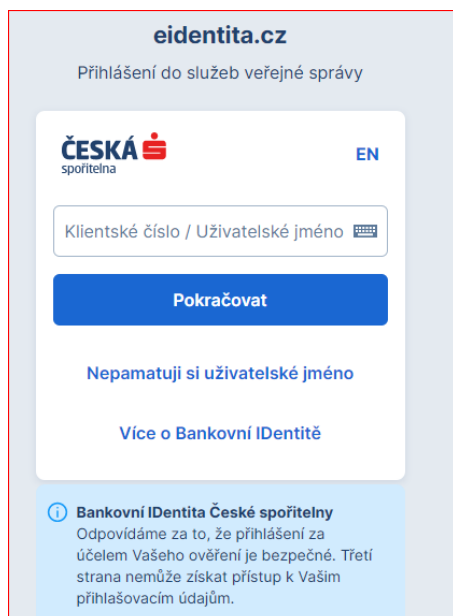 eidentita.cz
Přihlášení do služeb veřejné správy
ČESKÁ
spořitelna
EN
Klientské číslo / Uživatelské jméno
Pokračovat
Nepamatuji si uživatelské jméno
Více o Bankovní IDentitě
Bankovní IDentita České spořitelny
Odpovídáme za to, že přihlášení za
účelem Vašeho ověření je bezpečné. Třetí
strana nemůže získat přístup k Vašim
přihlašovacím údajům.